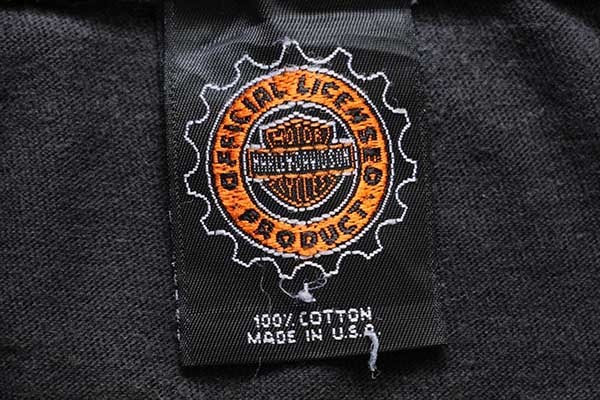 OFFICIAL LICENSED
PRODUCT
MOTOR
HARLEY-DAVIDSON
CYCLES
100% COTTON
MADE IN U.S.A.